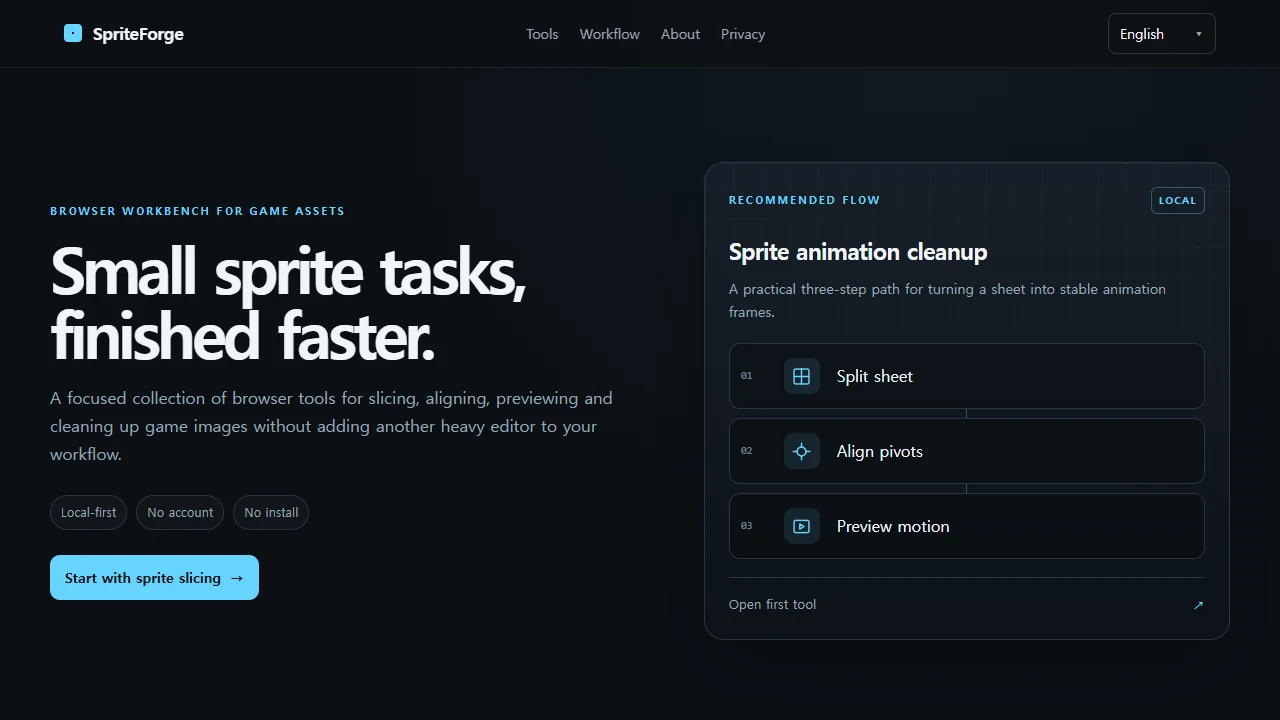 SpriteForge
Tools
Workflow
About
Privacy
English
BROWSER WORKBENCH FOR GAME ASSETS
Small sprite tasks,
finished faster.
A focused collection of browser tools for slicing, aligning, previewing and
cleaning up game images without adding another heavy editor to your
workflow.
Local-first
No account
No install
Start with sprite slicing →
RECOMMENDED FLOW
LOCAL
Sprite animation cleanup
A practical three-step path for turning a sheet into stable animation
frames.
01 Split sheet
02 Align pivots
03 Preview motion
Open first tool ↗